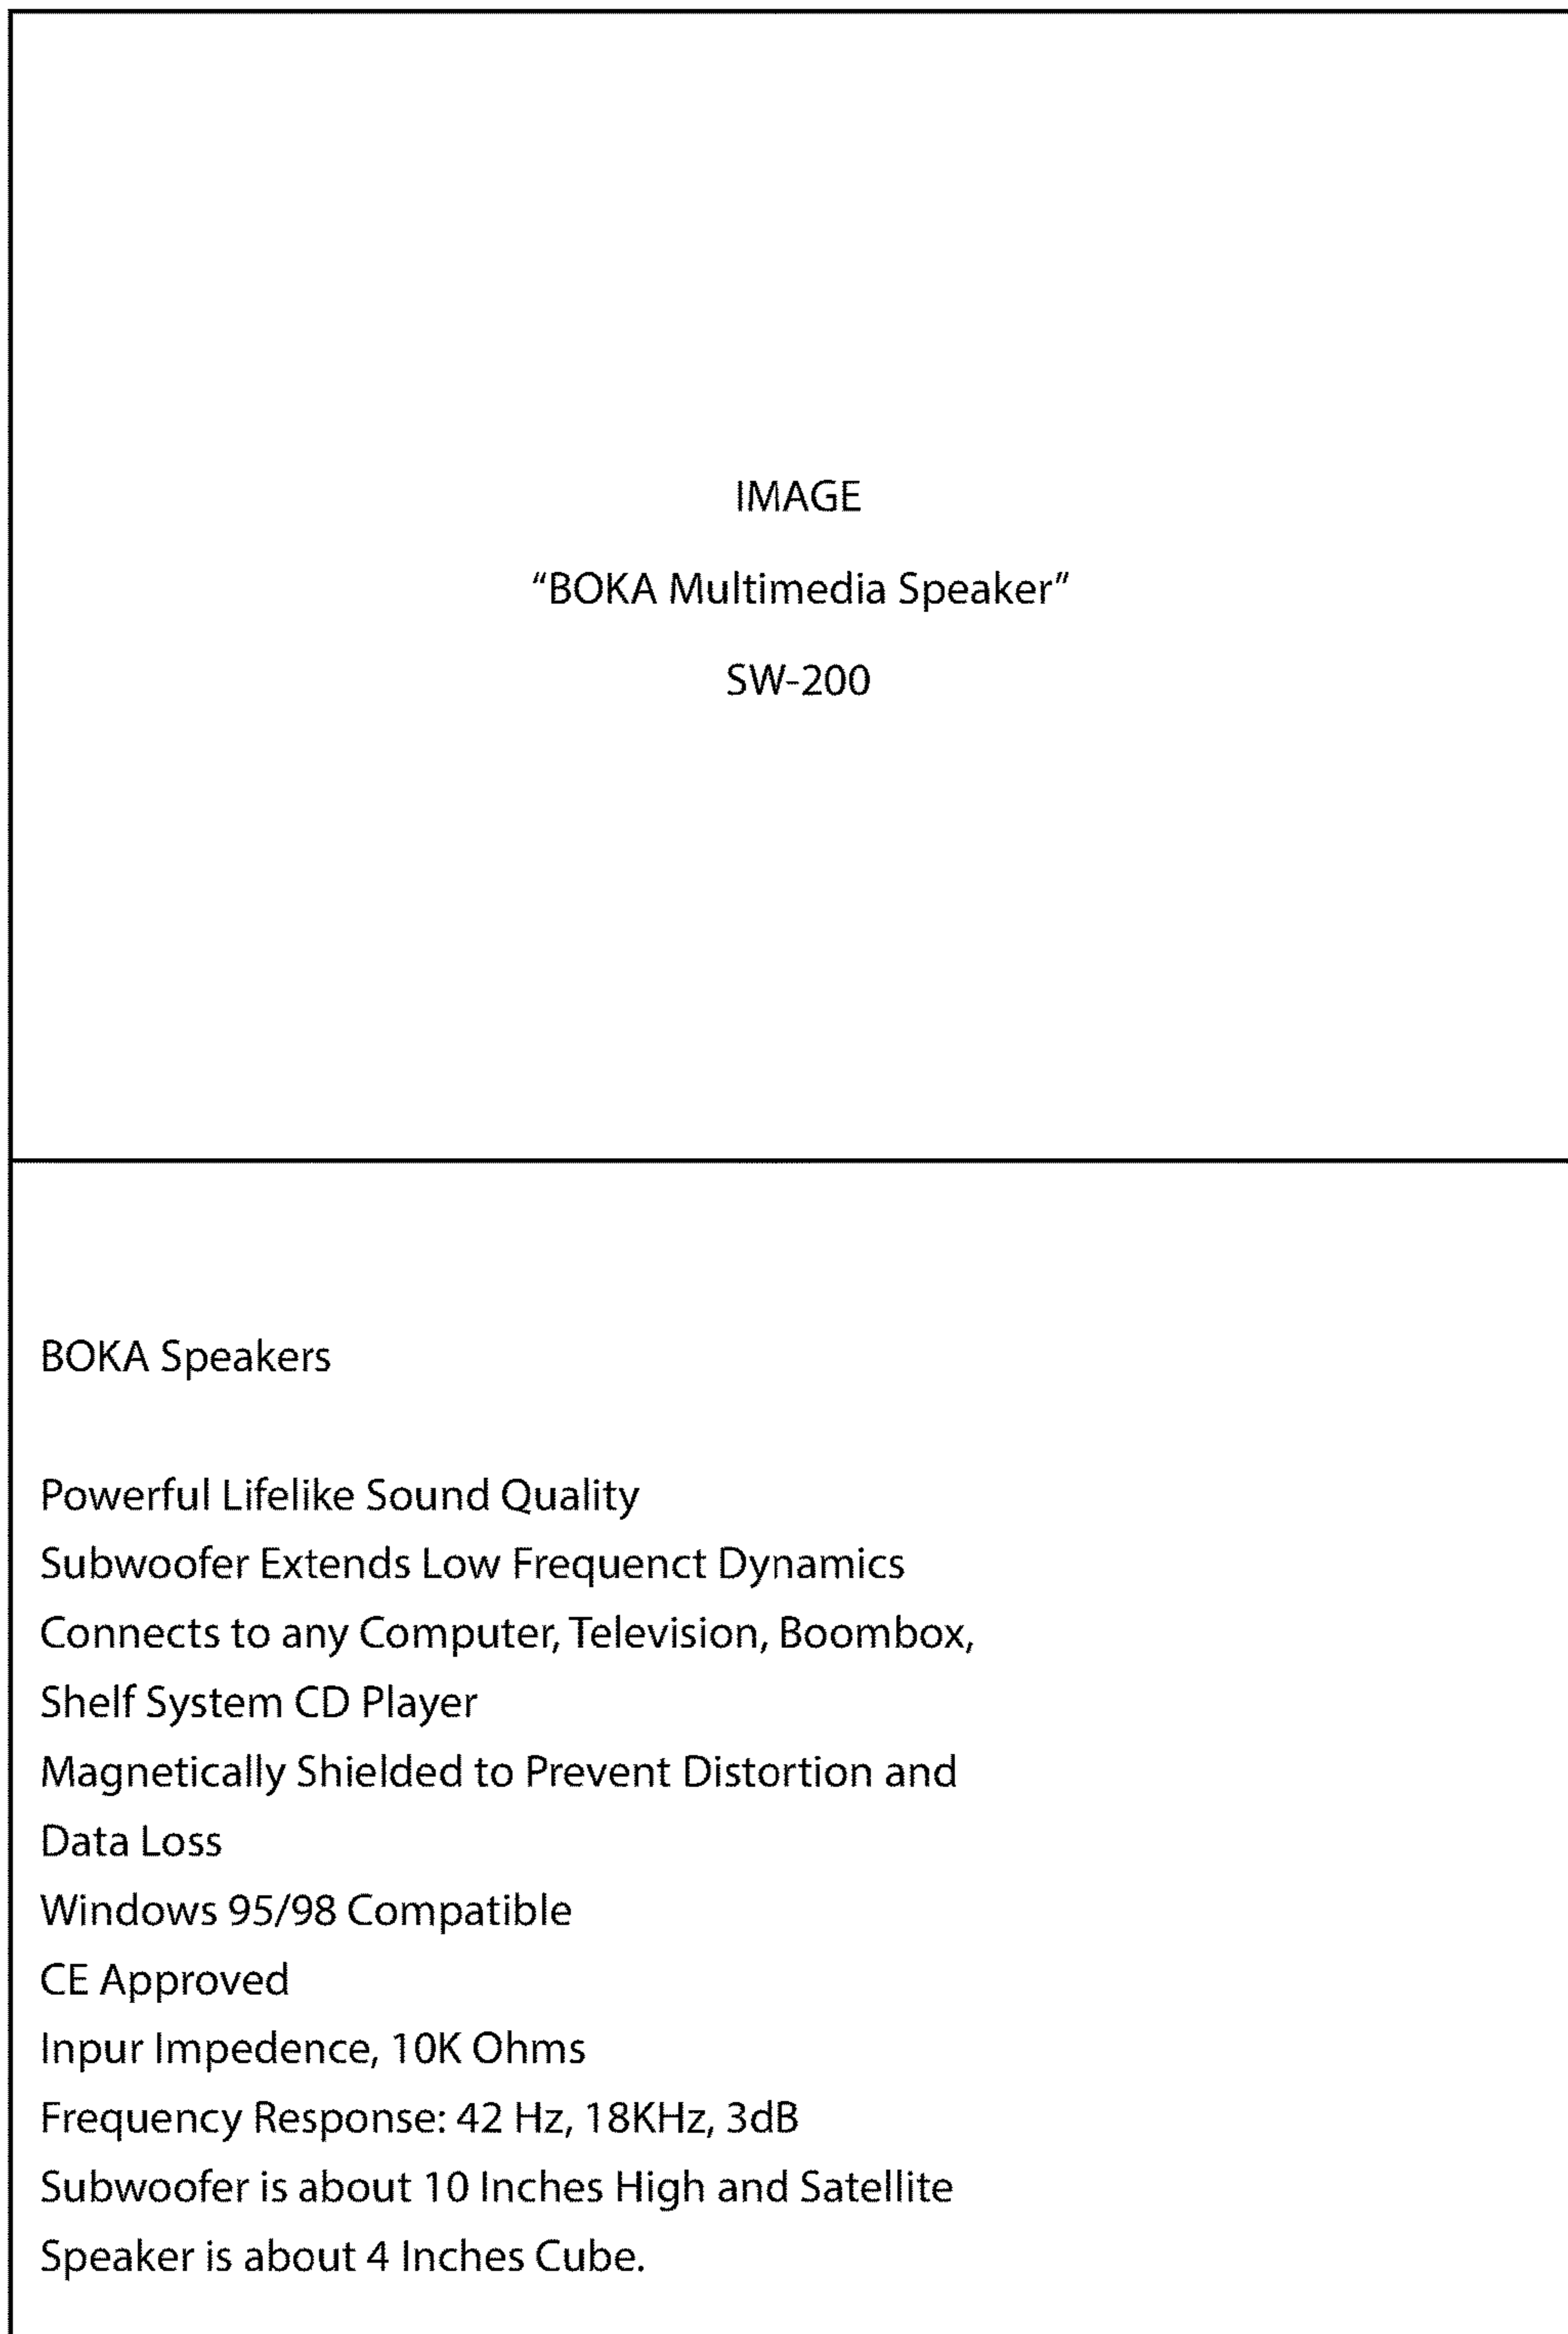 IMAGE
“BOKA Multimedia Speaker”
SW-200
BOKA Speakers
Powerful Lifelike Sound Quality
Subwoofer Extends Low Frequenct Dynamics
Connects to any Computer, Television, Boombox,
Shelf System CD Player
Magnetically Shielded to Prevent Distortion and
Data Loss
Windows 95/98 Compatible
CE Approved
Inpur Impedence, 10K Ohms
Frequency Response: 42 Hz, 18KHz, 3dB
Subwoofer is about 10 Inches High and Satellite
Speaker is about 4 Inches Cube.